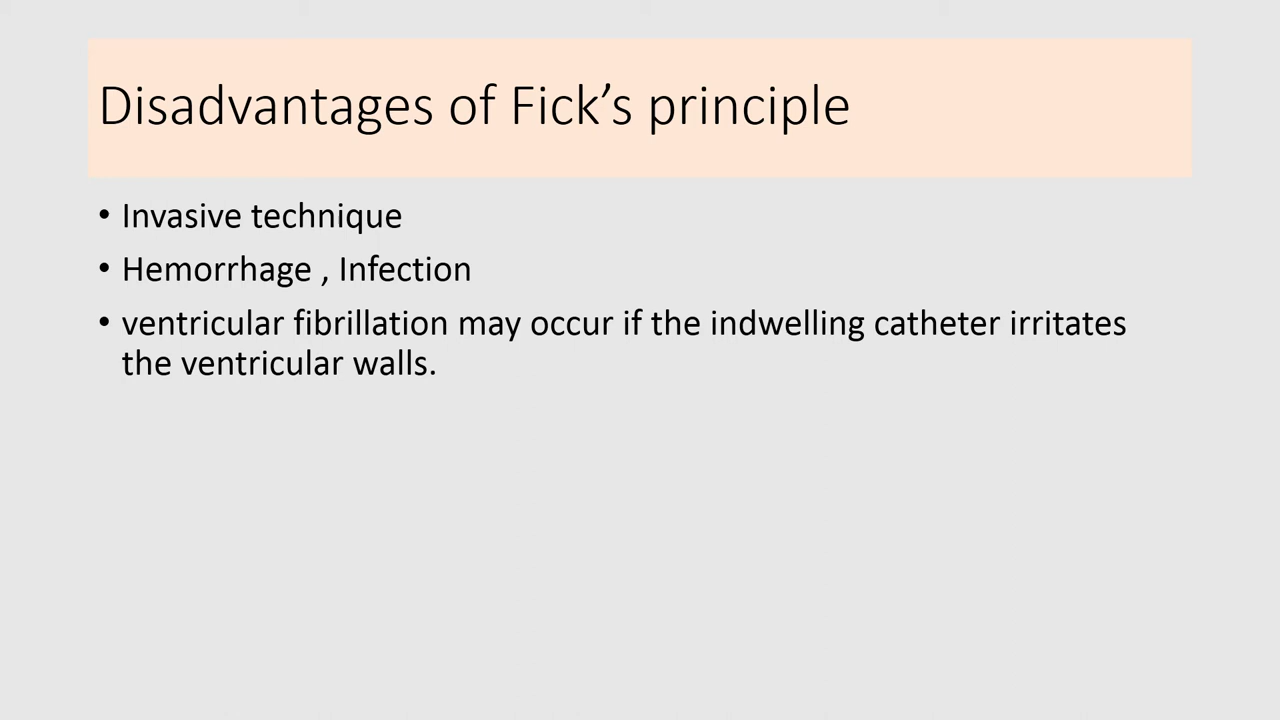 Disadvantages of Fick’s principle
• Invasive technique
• Hemorrhage , Infection
• ventricular fibrillation may occur if the indwelling catheter irritates
the ventricular walls.